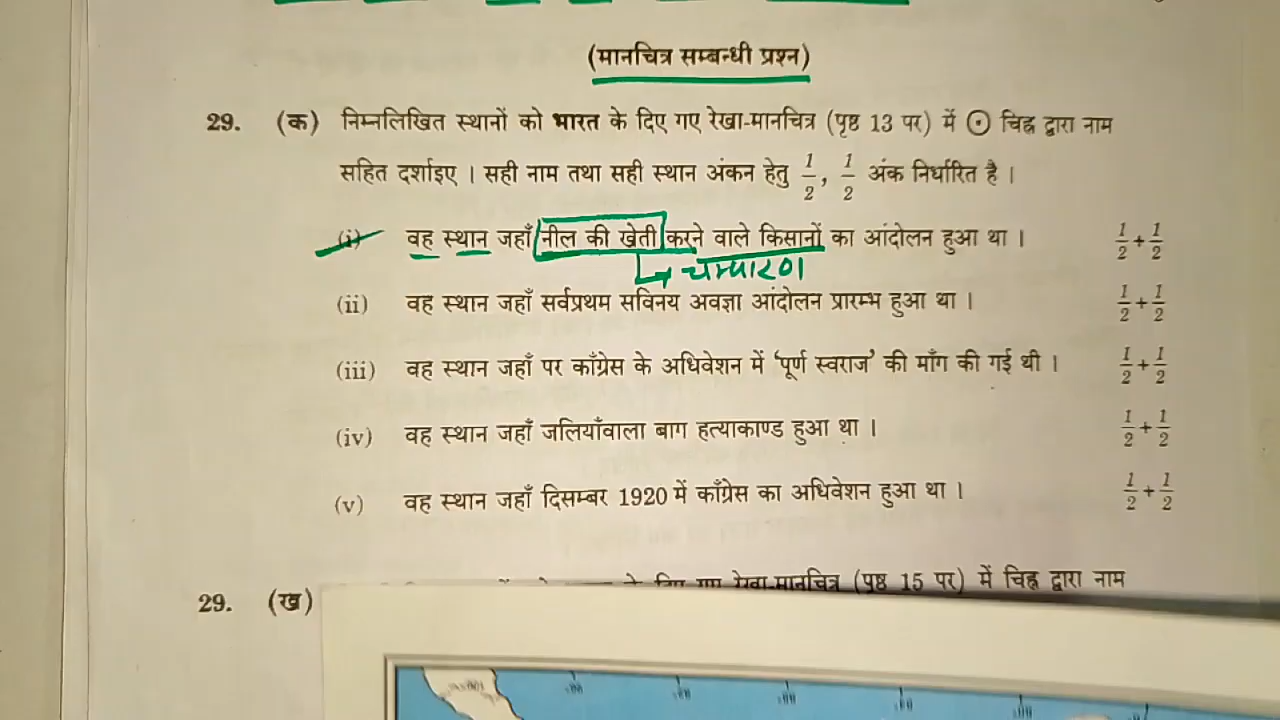 (मानचित्र सम्बन्धी प्रश्न)
29. (क) निम्नलिखित स्थानों को भारत के दिए गए रेखा-मानचित्र (पृष्ठ 13 पर) में ⊙ चिह्न द्वारा नाम
सहित दर्शाइए । सही नाम तथा सही स्थान अंकन हेतु 1/2, 1/2 अंक निर्धारित है ।
(i) वह स्थान जहाँ नील की खेती करने वाले किसानों का आंदोलन हुआ था । 1/2 + 1/2
चम्पारण
(ii) वह स्थान जहाँ सर्वप्रथम सविनय अवज्ञा आंदोलन प्रारम्भ हुआ था । 1/2 + 1/2
(iii) वह स्थान जहाँ पर काँग्रेस के अधिवेशन में ‘पूर्ण स्वराज’ की माँग की गई थी । 1/2 + 1/2
(iv) वह स्थान जहाँ जलियाँवाला बाग हत्याकाण्ड हुआ था । 1/2 + 1/2
(v) वह स्थान जहाँ दिसम्बर 1920 में काँग्रेस का अधिवेशन हुआ था । 1/2 + 1/2
29. (ख) के दिए गए रेखा-मानचित्र (पृष्ठ 15 पर) में चिह्न द्वारा नाम